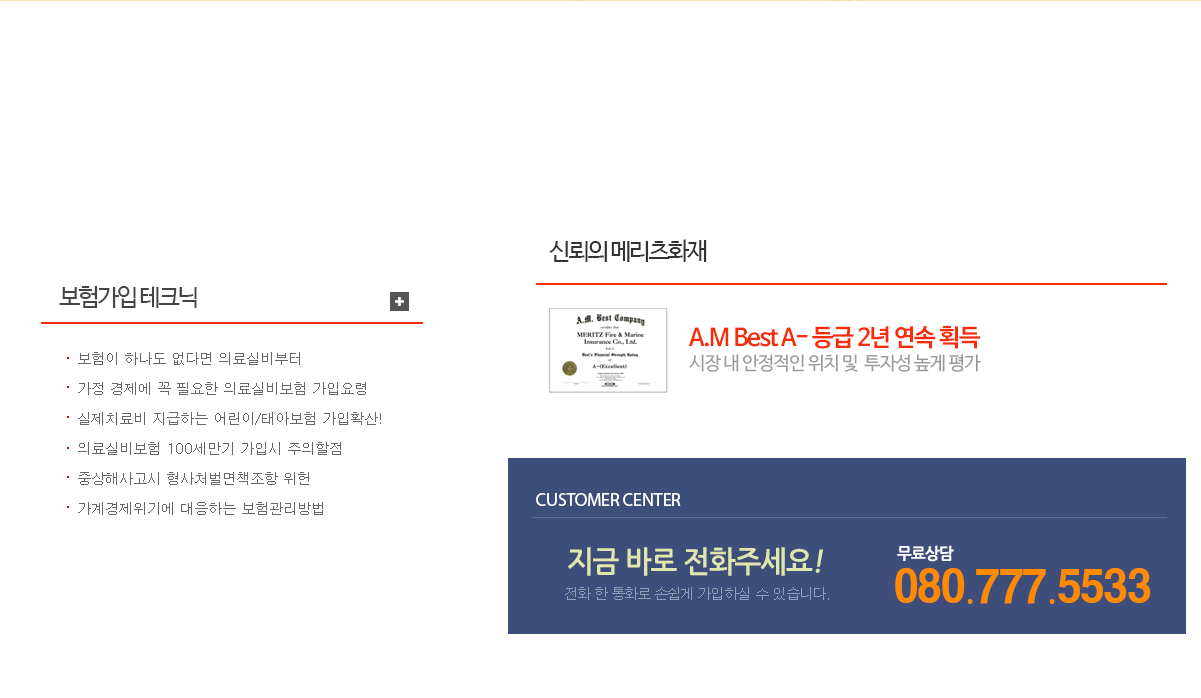 보험가입 테크닉
보험이 하나도 없다면 의료실비부터
가정 경제에 꼭 필요한 의료실비보험 가입요령
실제치료비 지급하는 어린이/태아보험 가입확산!
의료실비보험 100세만기 가입시 주의할점
중상해사고시 형사처벌면책조항 위헌
가계경제위기에 대응하는 보험관리방법
신뢰의 메리츠화재
A.M. Best Company
MERITZ Fire & Marine
Insurance Co., Ltd.
Best's Financial Strength Rating
A-(Excellent)
A.M Best A- 등급 2년 연속 획득
시장 내 안정적인 위치 및 투자성 높게 평가
CUSTOMER CENTER
지금 바로 전화주세요!
전화 한 통화로 손쉽게 가입하실 수 있습니다.
무료상담
080.777.5533